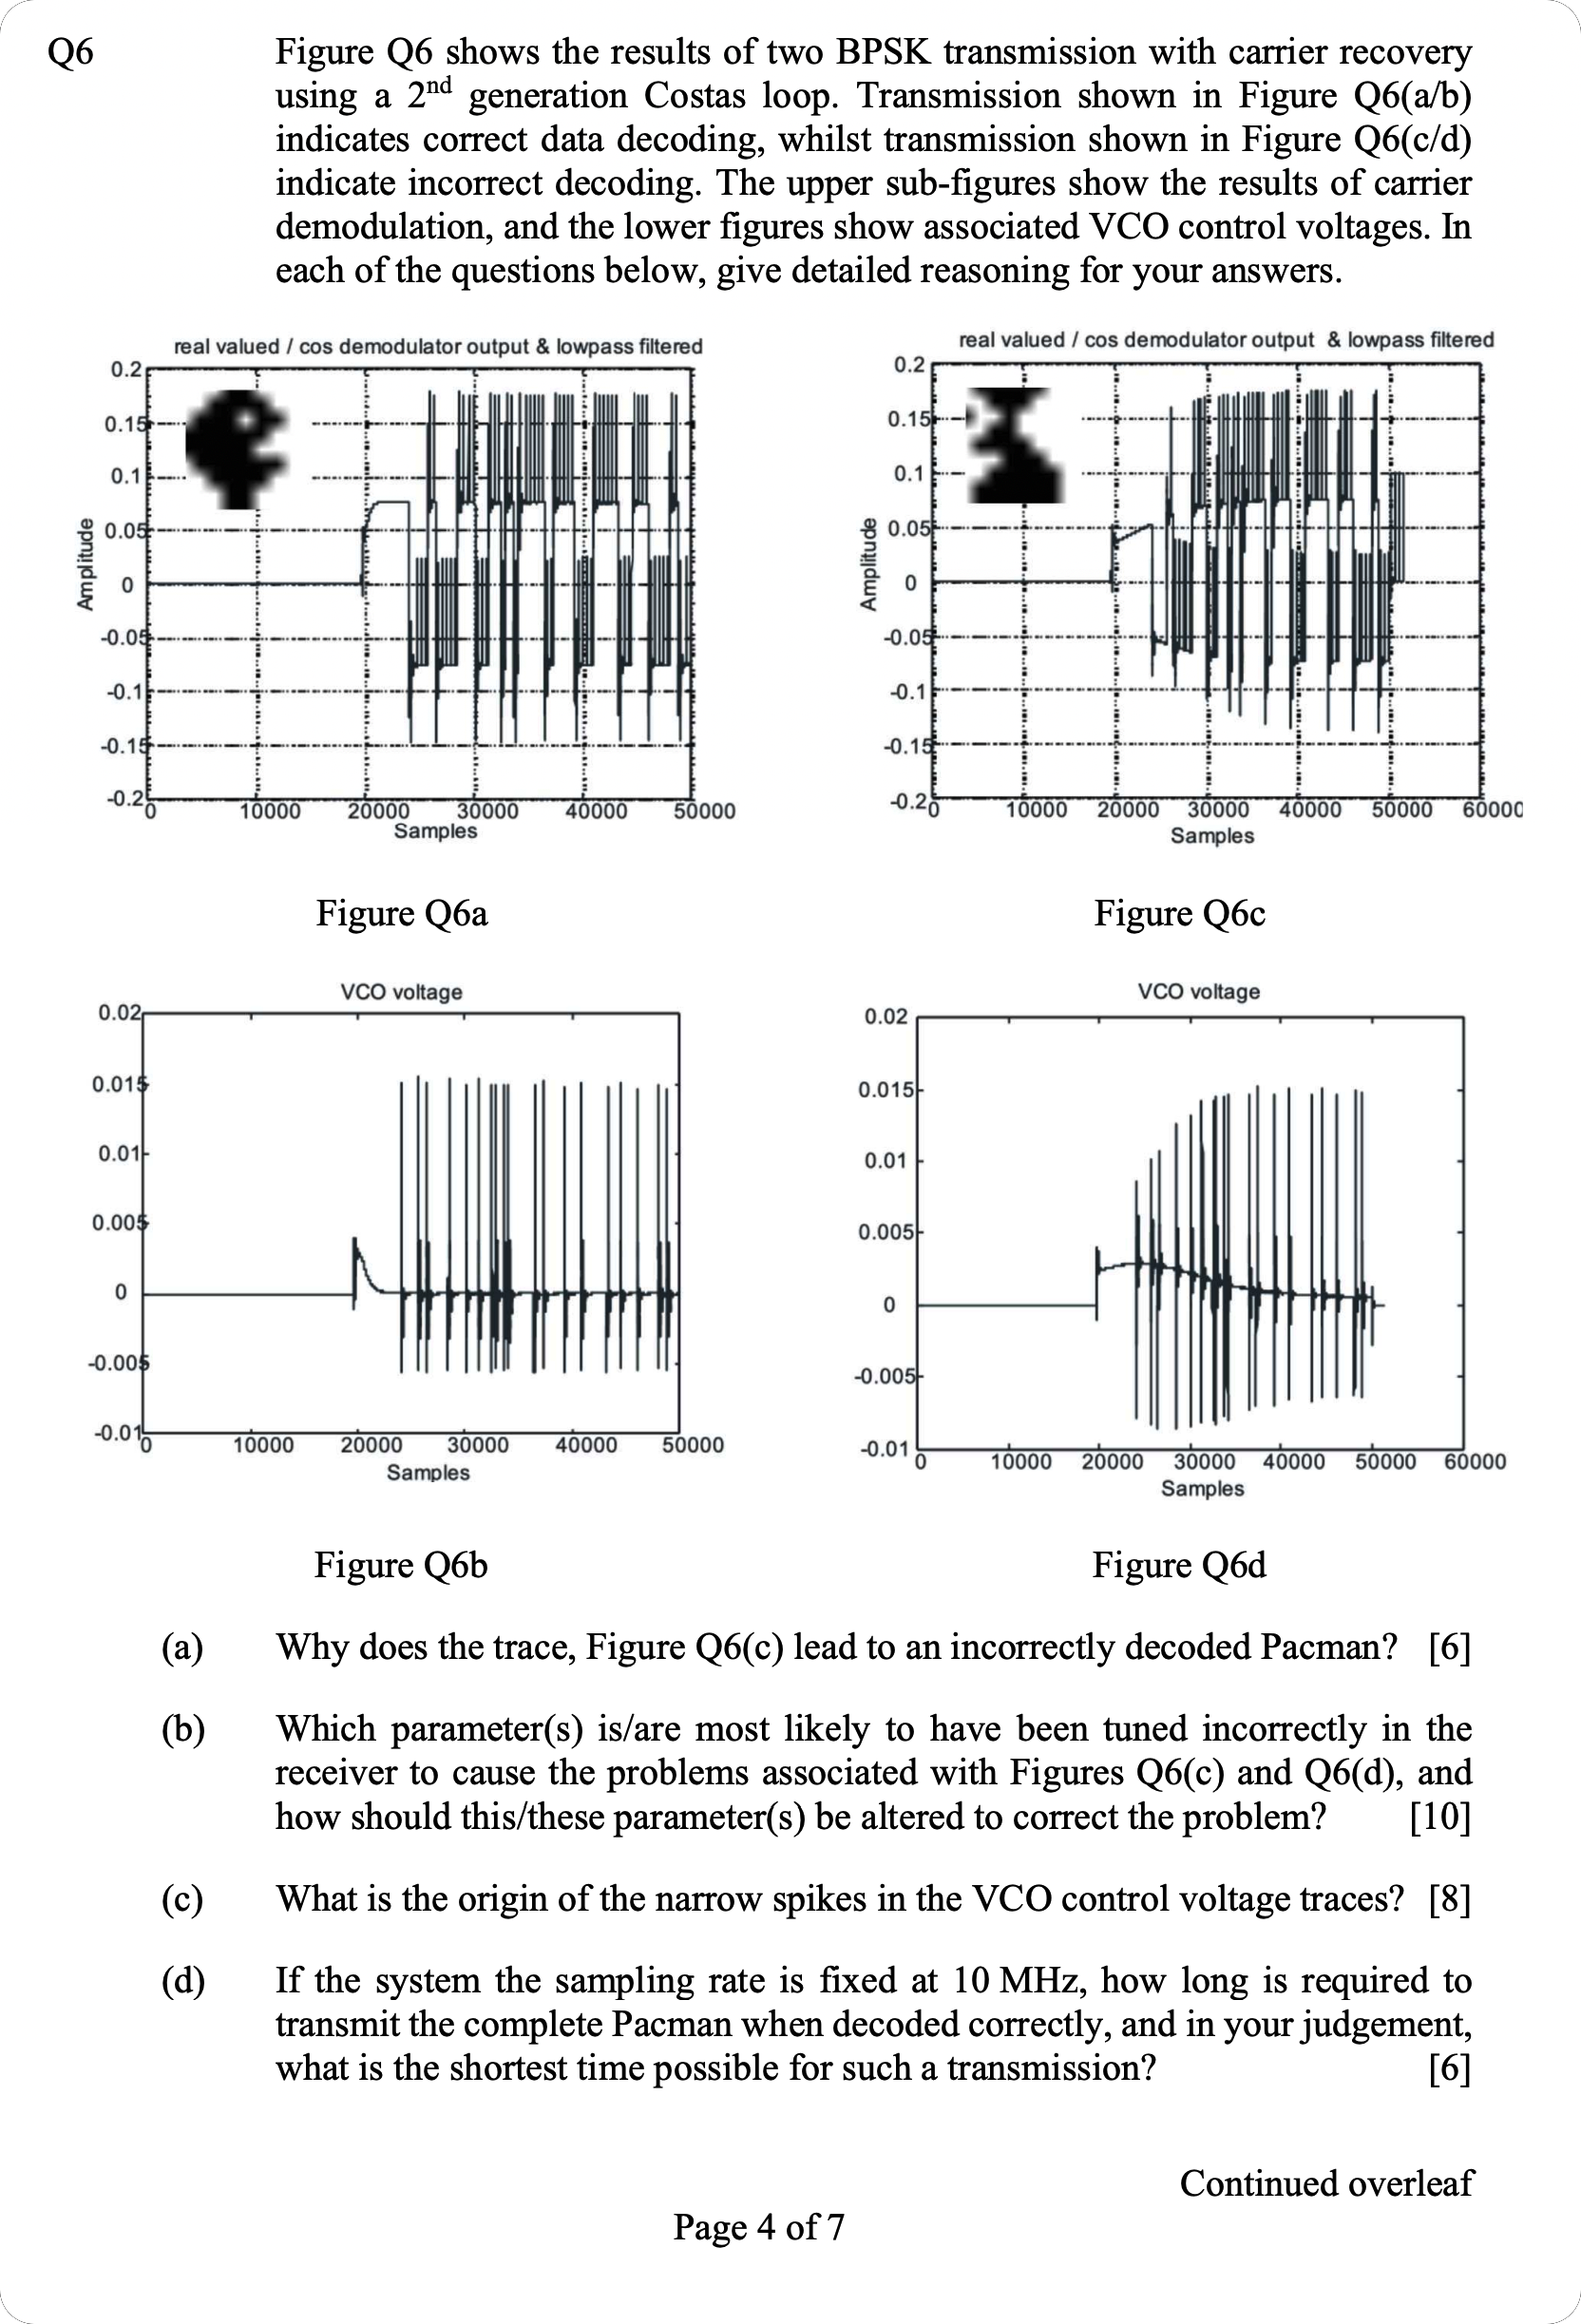 Q6 Figure Q6 shows the results of two BPSK transmission with carrier recovery
using a 2nd generation Costas loop. Transmission shown in Figure Q6(a/b)
indicates correct data decoding, whilst transmission shown in Figure Q6(c/d)
indicate incorrect decoding. The upper sub-figures show the results of carrier
demodulation, and the lower figures show associated VCO control voltages. In
each of the questions below, give detailed reasoning for your answers.
real valued / cos demodulator output & lowpass filtered
0.2
0.15
0.1
0.05
0
-0.05
-0.1
-0.15
-0.2
Amplitude
0 10000 20000 30000 40000 50000
Samples
Figure Q6a
real valued / cos demodulator output & lowpass filtered
0.2
0.15
0.1
0.05
0
-0.05
-0.1
-0.15
-0.2
Amplitude
0 10000 20000 30000 40000 50000 60000
Samples
Figure Q6c
VCO voltage
0.02
0.015
0.01
0.005
0
-0.005
-0.01
0 10000 20000 30000 40000 50000
Samples
Figure Q6b
VCO voltage
0.02
0.015
0.01
0.005
0
-0.005
-0.01
0 10000 20000 30000 40000 50000 60000
Samples
Figure Q6d
(a) Why does the trace, Figure Q6(c) lead to an incorrectly decoded Pacman? [6]
(b) Which parameter(s) is/are most likely to have been tuned incorrectly in the
receiver to cause the problems associated with Figures Q6(c) and Q6(d), and
how should this/these parameter(s) be altered to correct the problem? [10]
(c) What is the origin of the narrow spikes in the VCO control voltage traces? [8]
(d) If the system the sampling rate is fixed at 10 MHz, how long is required to
transmit the complete Pacman when decoded correctly, and in your judgement,
what is the shortest time possible for such a transmission? [6]
Continued overleaf
Page 4 of 7